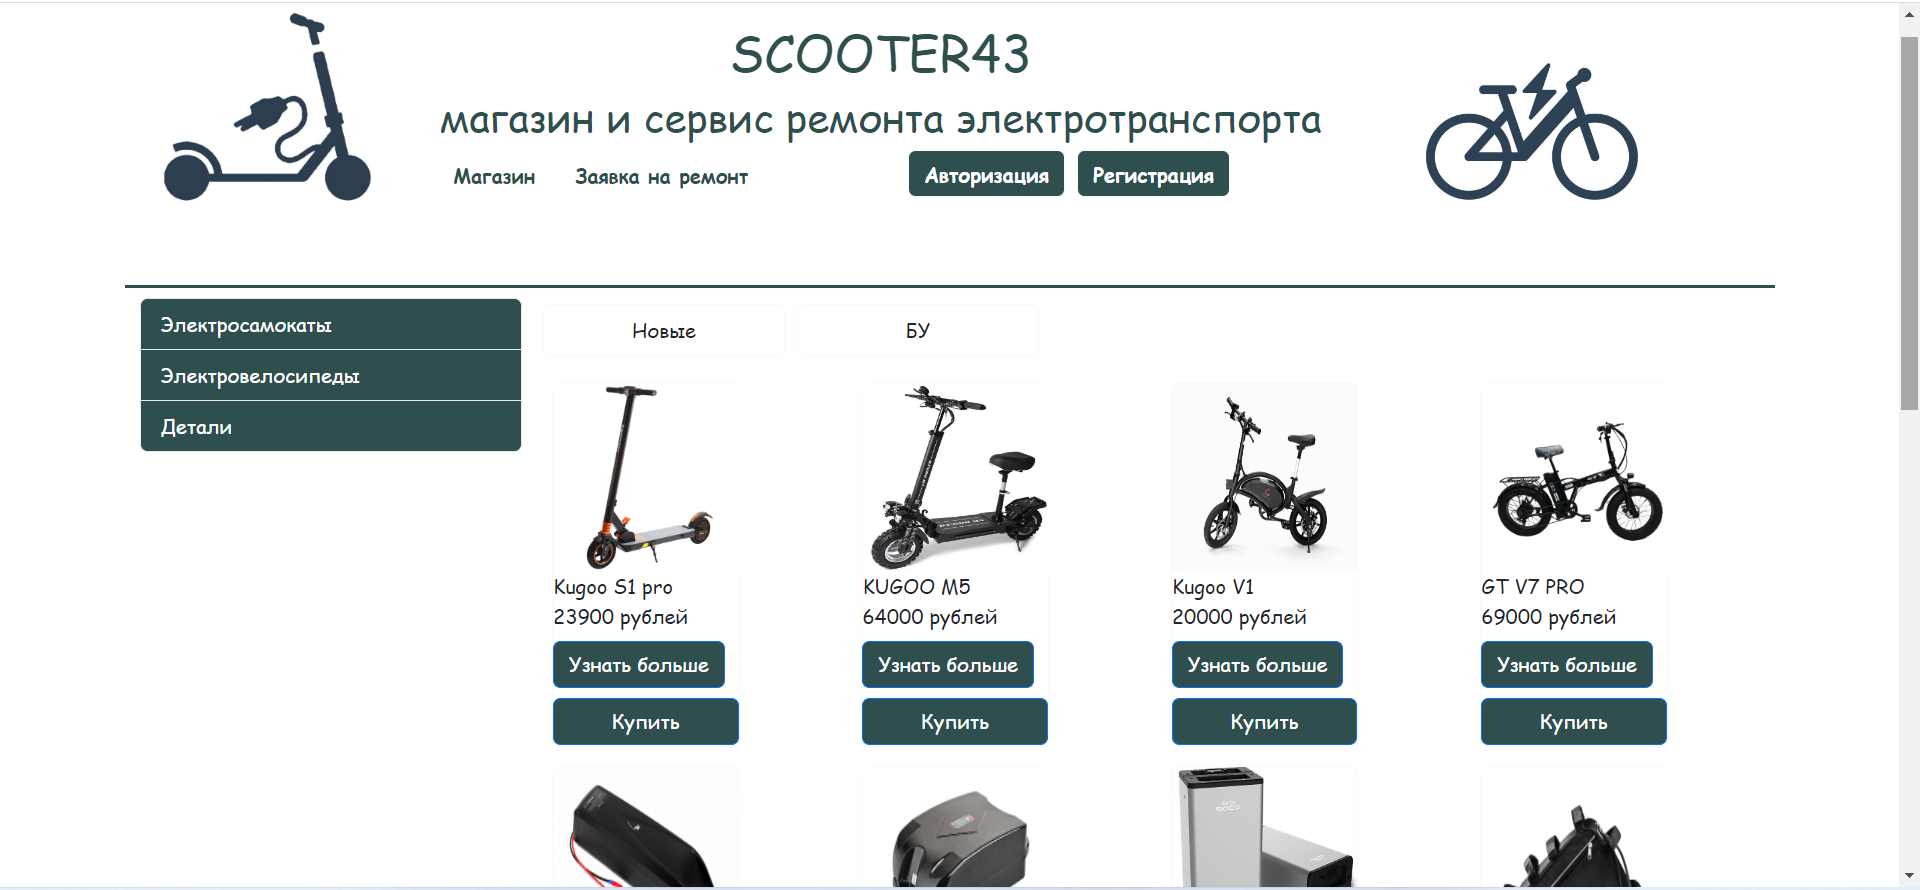 SCOOTER43
магазин и сервис ремонта электротранспорта
Магазин Заявка на ремонт Авторизация Регистрация
Электросамокаты
Электровелосипеды
Детали
Новые БУ
Kugoo S1 pro
23900 рублей
Узнать больше
Купить
KUGOO M5
64000 рублей
Узнать больше
Купить
Kugoo V1
20000 рублей
Узнать больше
Купить
GT V7 PRO
69000 рублей
Узнать больше
Купить